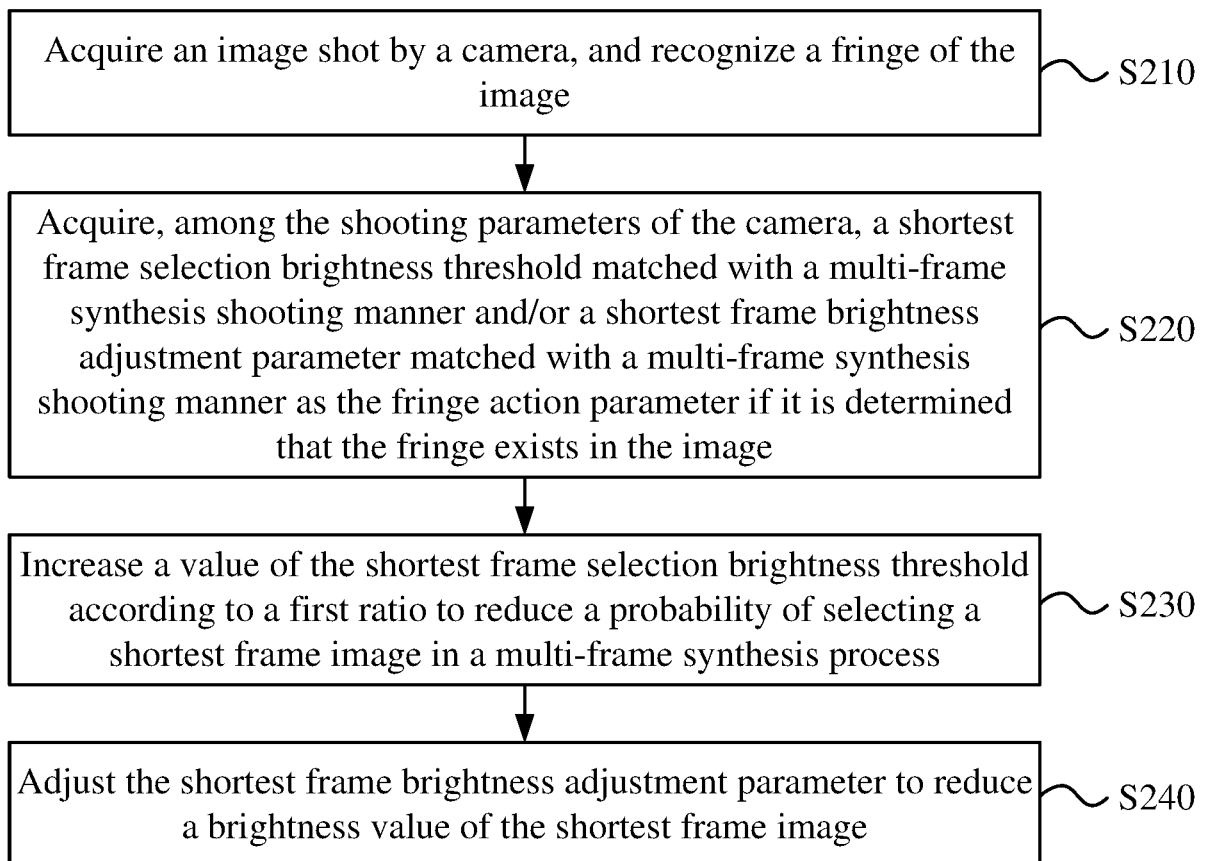 Acquire an image shot by a camera, and recognize a fringe of the
image
S210
Acquire, among the shooting parameters of the camera, a shortest
frame selection brightness threshold matched with a multi-frame
synthesis shooting manner and/or a shortest frame brightness
adjustment parameter matched with a multi-frame synthesis
shooting manner as the fringe action parameter if it is determined
that the fringe exists in the image
S220
Increase a value of the shortest frame selection brightness threshold
according to a first ratio to reduce a probability of selecting a
shortest frame image in a multi-frame synthesis process
S230
Adjust the shortest frame brightness adjustment parameter to reduce
a brightness value of the shortest frame image
S240